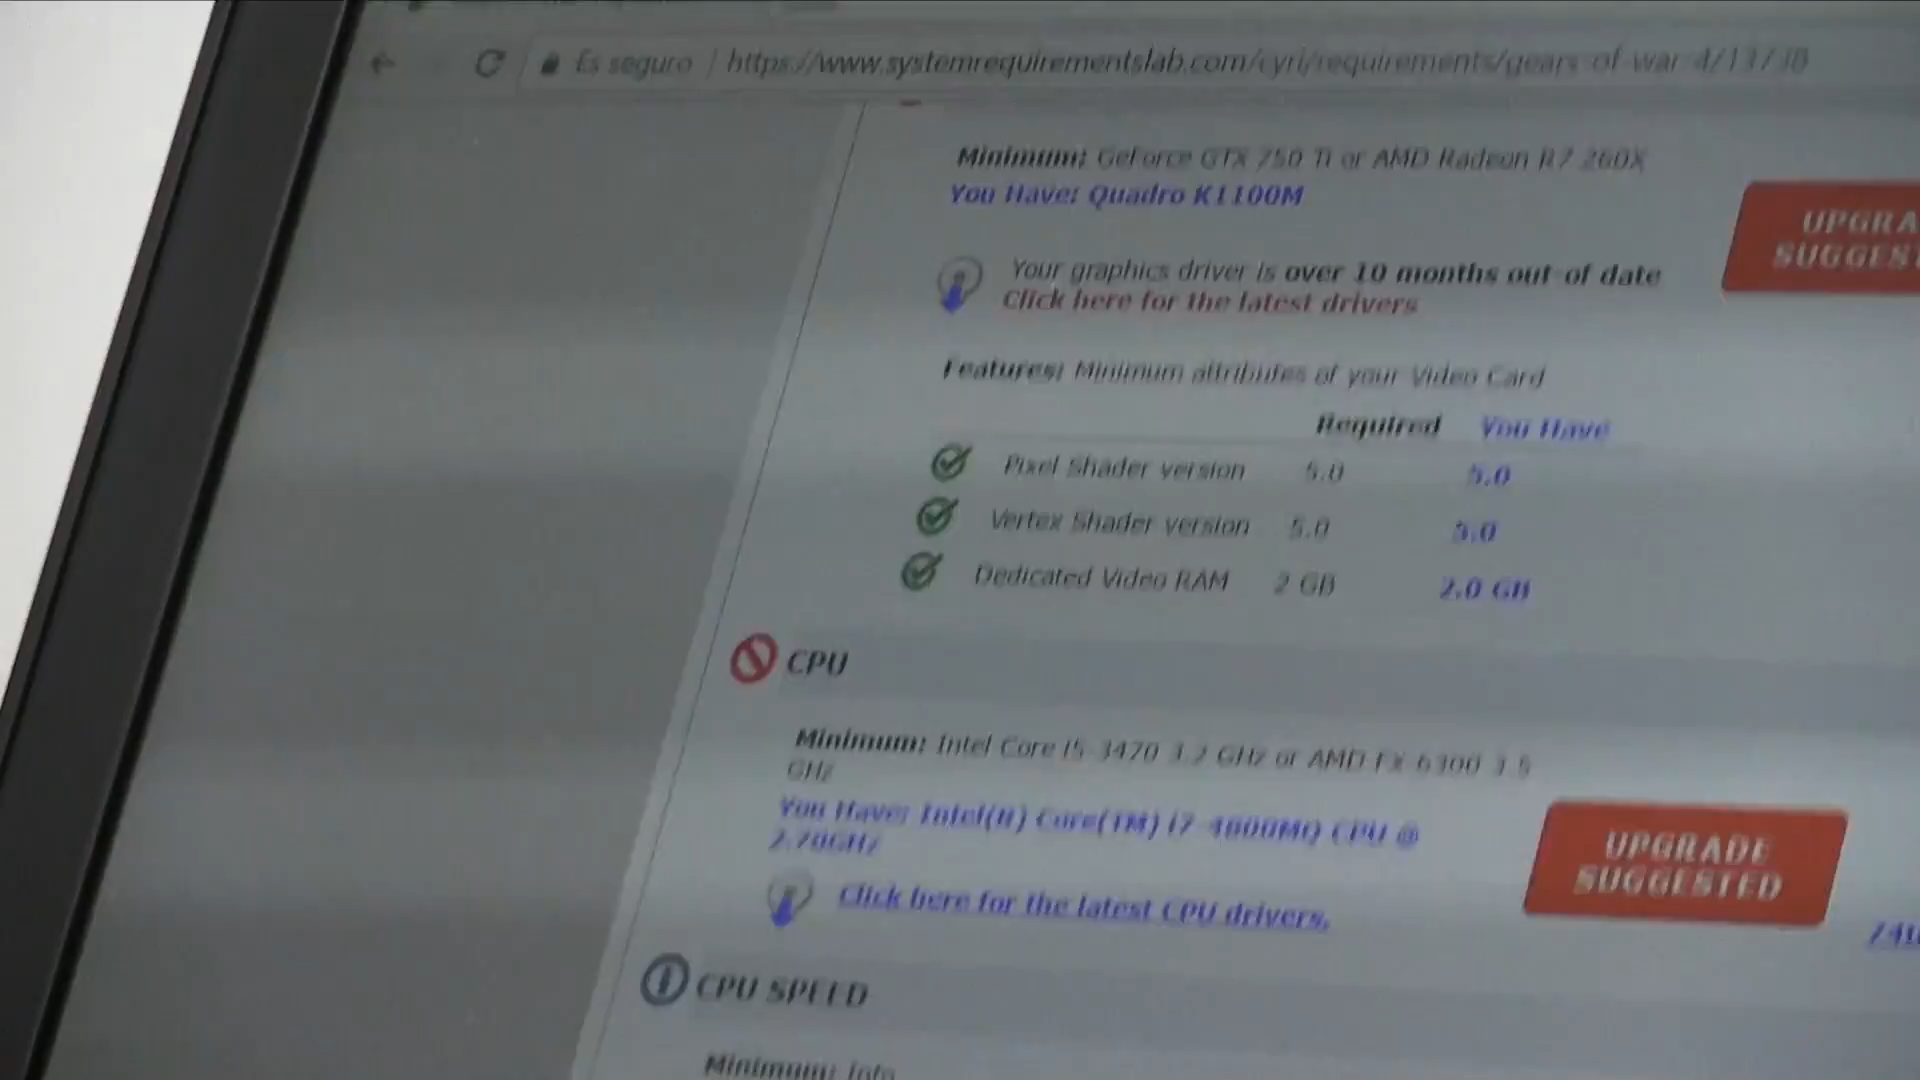 Es seguro | https://www.systemrequirementslab.com/cyri/requirements/gears-of-war-4/13738
Minimum: GeForce GTX 750 Ti or AMD Radeon R7 260X
You Have: Quadro K1100M
UPGRA
SUGGEST
Your graphics driver is over 10 months out of date
Click here for the latest drivers
Features: Minimum attributes of your Video Card
Required You Have
Pixel Shader version 5.0 5.0
Vertex Shader version 5.0 5.0
Dedicated Video RAM 2 GB 2.0 GB
CPU
Minimum: Intel Core i5-3470 3.2 GHz or AMD FX-6300 3.5
GHz
You Have: Intel(R) Core(TM) i7-4800MQ CPU @
2.70GHz
UPGRADE
SUGGESTED
Click here for the latest CPU drivers.
CPU SPEED
Minimum: Info